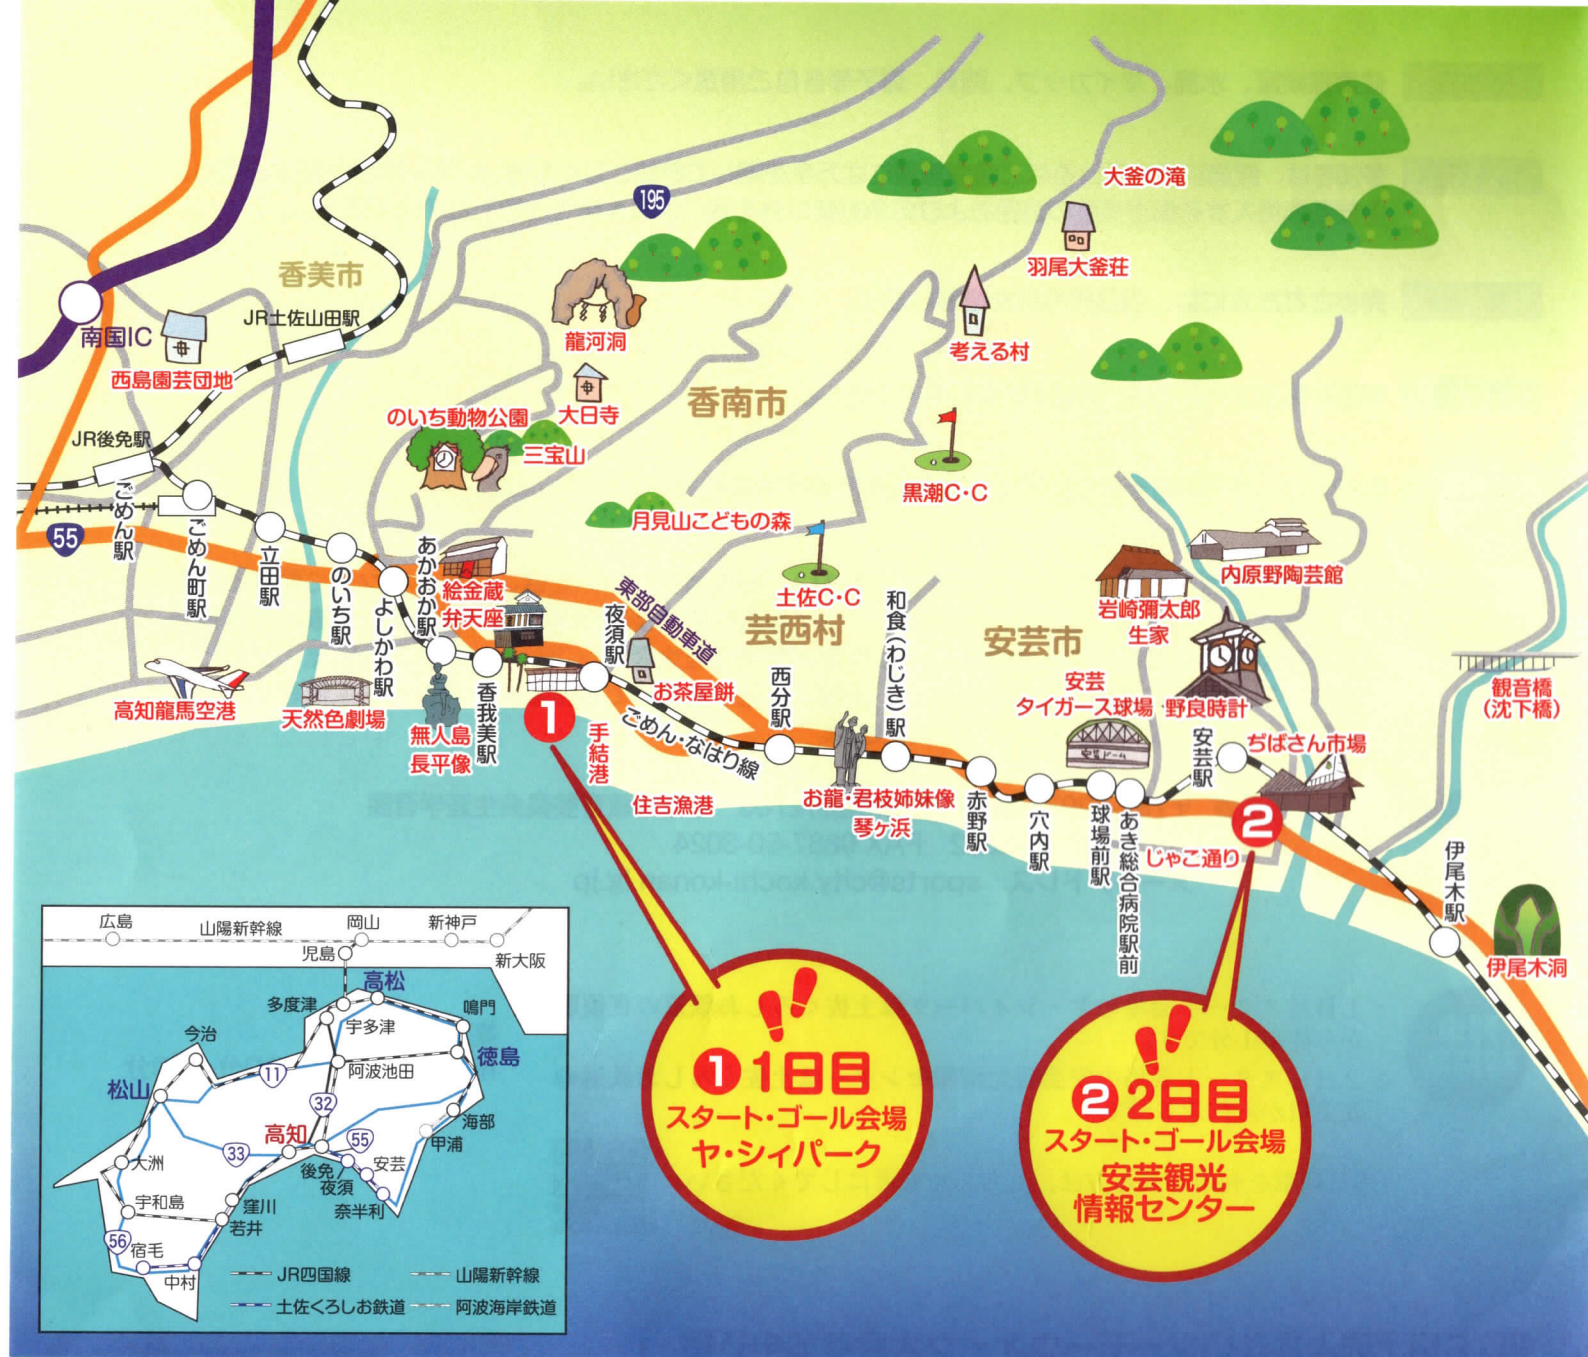 195
大釜の滝
羽尾大釜荘
香美市
JR土佐山田駅
南国IC
西島園芸団地
龍河洞
考える村
大日寺
香南市
のいち動物公園
三宝山
JR後免駅
黒潮C・C
月見山こどもの森
55
ごめん駅
ごめん町駅
立田駅
のいち駅
よしかわ駅
あかおか駅
絵金蔵
弁天座
東部自動車道
夜須駅
土佐C・C
芸西村
和食(わじき)駅
安芸市
岩崎彌太郎
生家
内原野陶芸館
高知龍馬空港
天然色劇場
無人島
長平像
香我美駅
1
手結港
お茶屋餅
ごめん・なはり線
西分駅
安芸
タイガース球場
野良時計
観音橋
(沈下橋)
安芸ドーム
安芸駅
ぢばさん市場
住吉漁港
お龍・君枝姉妹像
琴ヶ浜
赤野駅
穴内駅
球場前駅
あき総合病院前駅
じゃこ通り
2
伊尾木駅
伊尾木洞
1 1日目
スタート・ゴール会場
ヤ・シィパーク
2 2日目
スタート・ゴール会場
安芸観光
情報センター
広島
山陽新幹線
岡山
新神戸
児島
新大阪
高松
多度津
宇多津
鳴門
今治
徳島
11
阿波池田
松山
32
海部
高知
55
甲浦
33
大洲
後免
安芸
夜須
宇和島
窪川
奈半利
若井
56
宿毛
中村
JR四国線
山陽新幹線
土佐くろしお鉄道
阿波海岸鉄道